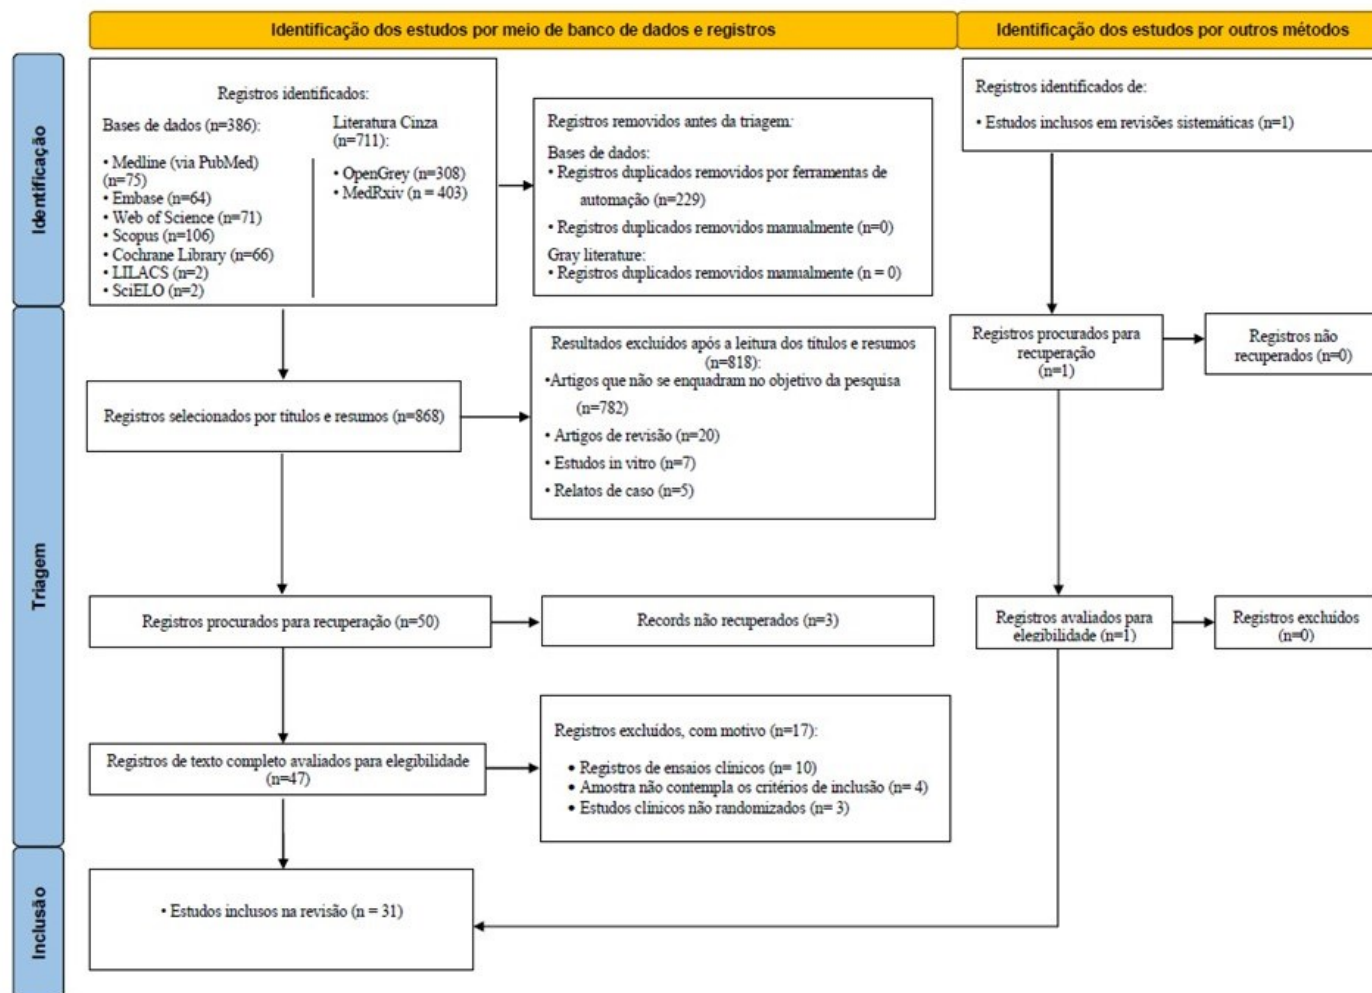 Identificação dos estudos por meio de banco de dados e registros
Identificação dos estudos por outros métodos
Identificação
Registros identificados:
Bases de dados (n=386):
• Medline (via PubMed)
(n=75)
• Embase (n=64)
• Web of Science (n=71)
• Scopus (n=106)
• Cochrane Library (n=66)
• LILACS (n=2)
• SciELO (n=2)
Literatura Cinza
(n=711):
• OpenGrey (n=308)
• MedRxiv (n = 403)
Registros removidos antes da triagem:
Bases de dados:
• Registros duplicados removidos por ferramentas de
automação (n=229)
• Registros duplicados removidos manualmente (n=0)
Gray literature:
• Registros duplicados removidos manualmente (n = 0)
Registros identificados de:
• Estudos inclusos em revisões sistemáticas (n=1)
Triagem
Registros selecionados por títulos e resumos (n=868)
Resultados excluídos após a leitura dos títulos e resumos
(n=818):
•Artigos que não se enquadram no objetivo da pesquisa
(n=782)
• Artigos de revisão (n=20)
• Estudos in vitro (n=7)
• Relatos de caso (n=5)
Registros procurados para
recuperação
(n=1)
Registros não
recuperados (n=0)
Registros procurados para recuperação (n=50)
Records não recuperados (n=3)
Registros avaliados para
elegibilidade (n=1)
Registros excluídos
(n=0)
Registros de texto completo avaliados para elegibilidade
(n=47)
Registros excluídos, com motivo (n=17):
• Registros de ensaios clínicos (n= 10)
• Amostra não contempla os critérios de inclusão (n= 4)
• Estudos clínicos não randomizados (n= 3)
Inclusão
• Estudos inclusos na revisão (n = 31)